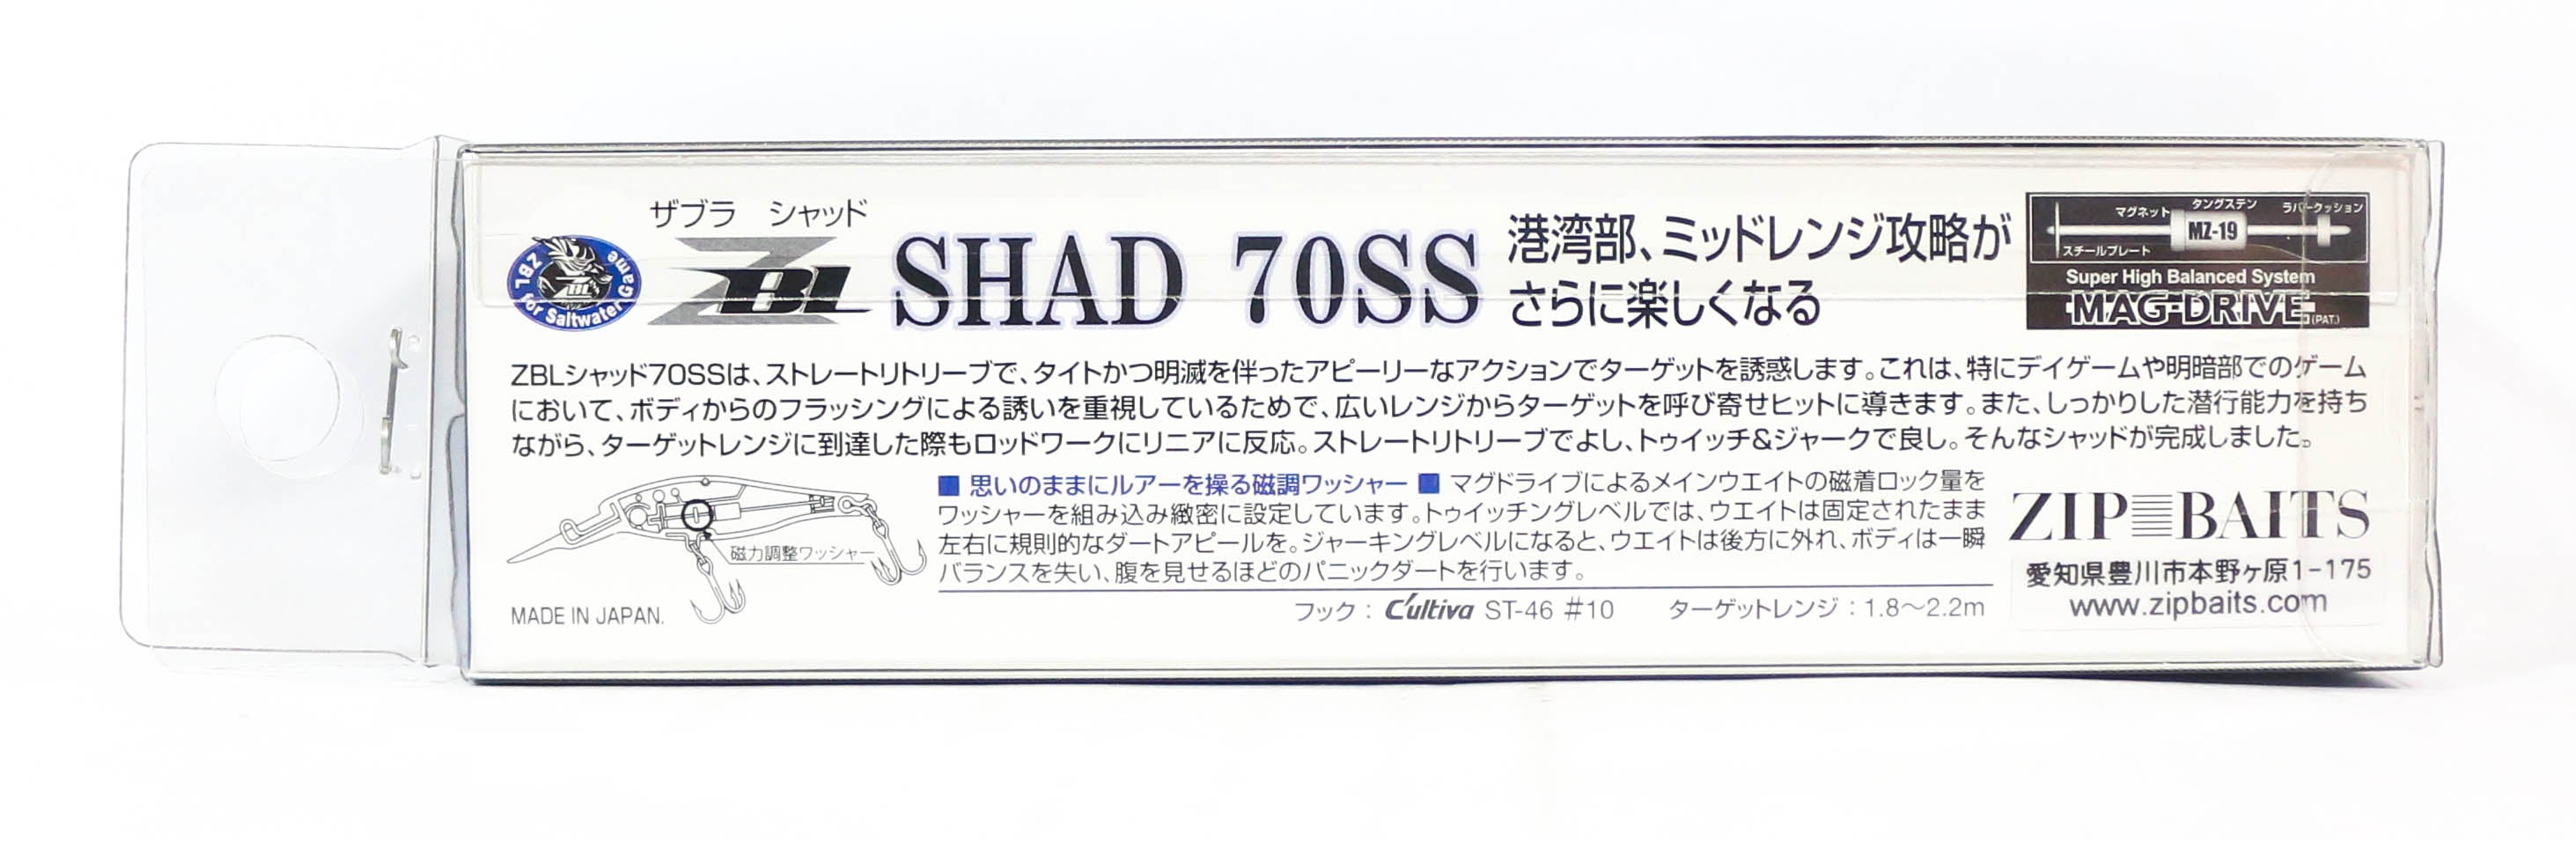 ザブラ シャッド
ZBL for Saltwater Game
ZBL
ZBL SHAD 70SS
港湾部、ミッドレンジ攻略が
さらに楽しくなる
マグネット タングステン ラバークッション
MZ-19
スチールプレート
Super High Balanced System
MAG-DRIVE (PAT.)
ZBLシャッド70SSは、ストレートリトリーブで、タイトかつ明滅を伴ったアピーリーなアクションでターゲットを誘惑します。これは、特にデイゲームや明暗部でのゲーム
において、ボディからのフラッシングによる誘いを重視しているためで、広いレンジからターゲットを呼び寄せヒットに導きます。また、しっかりした潜行能力を持ち
ながら、ターゲットレンジに到達した際もロッドワークにリニアに反応。ストレートリトリーブでよし、トゥイッチ&ジャークで良し。そんなシャッドが完成しました。
■ 思いのままにルアーを操る磁調ワッシャー ■ マグドライブによるメインウエイトの磁着ロック量を
ワッシャーを組み込み緻密に設定しています。トゥイッチングレベルでは、ウエイトは固定されたまま
左右に規則的なダートアピールを。ジャーキングレベルになると、ウエイトは後方に外れ、ボディは一瞬
バランスを失い、腹を見せるほどのパニックダートを行います。
磁力調整ワッシャー
MADE IN JAPAN.
フック： C'ultiva ST-46 #10 ターゲットレンジ：1.8～2.2m
ZIP BAITS
愛知県豊川市本野ヶ原1-175
www.zipbaits.com